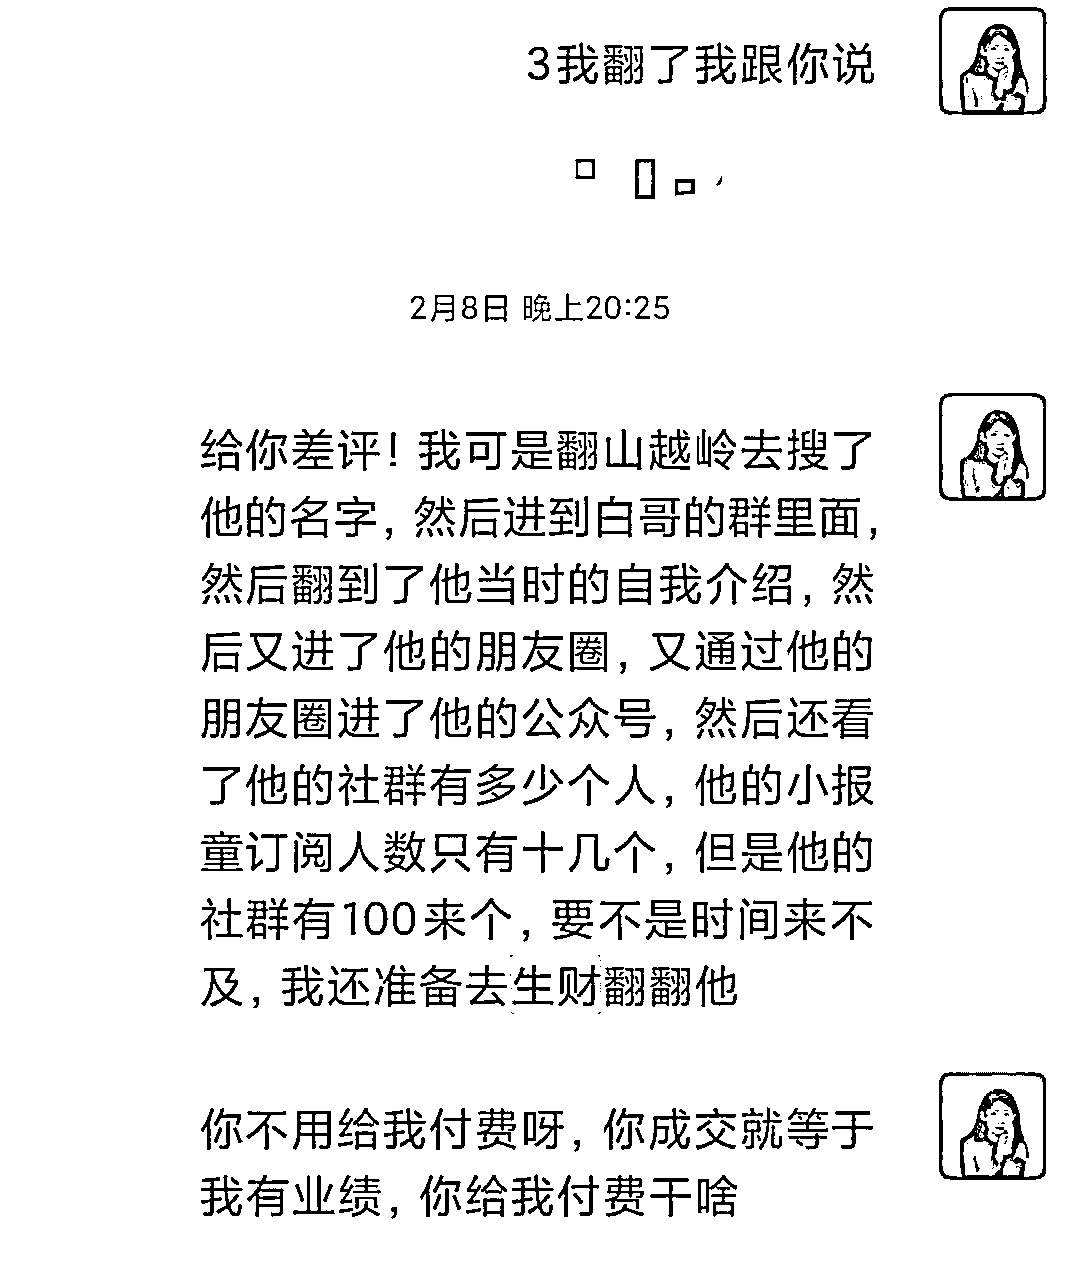 3我翻了我跟你说
2月8日 晚上20:25
给你差评！我可是翻山越岭去搜了
他的名字，然后进到白哥的群里面，
然后翻到了他当时的自我介绍，然
后又进了他的朋友圈，又通过他的
朋友圈进了他的公众号，然后还看
了他的社群有多少个人，他的小报
童订阅人数只有十几个，但是他的
社群有100来个，要不是时间来不
及，我还准备去生财翻翻他
你不用给我付费呀，你成交就等于
我有业绩，你给我付费干啥